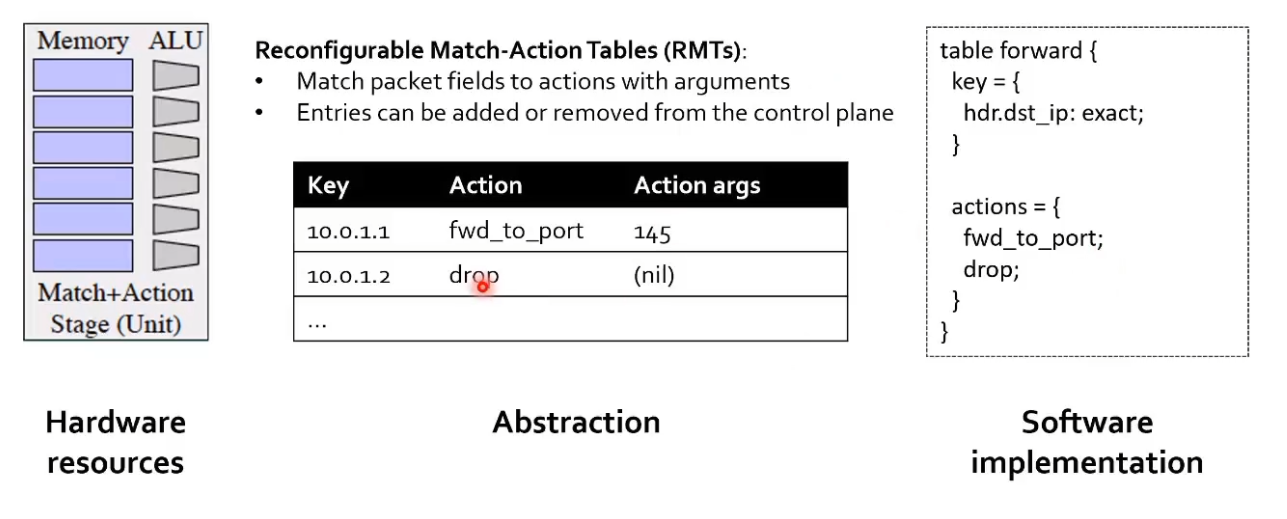 Memory ALU
Match+Action
Stage (Unit)
Hardware
resources
Reconfigurable Match-Action Tables (RMTs):
• Match packet fields to actions with arguments
• Entries can be added or removed from the control plane
Key Action Action args
10.0.1.1 fwd_to_port 145
10.0.1.2 drop (nil)
...
Abstraction
table forward {
key = {
hdr.dst_ip: exact;
}
actions = {
fwd_to_port;
drop;
}
}
Software
implementation